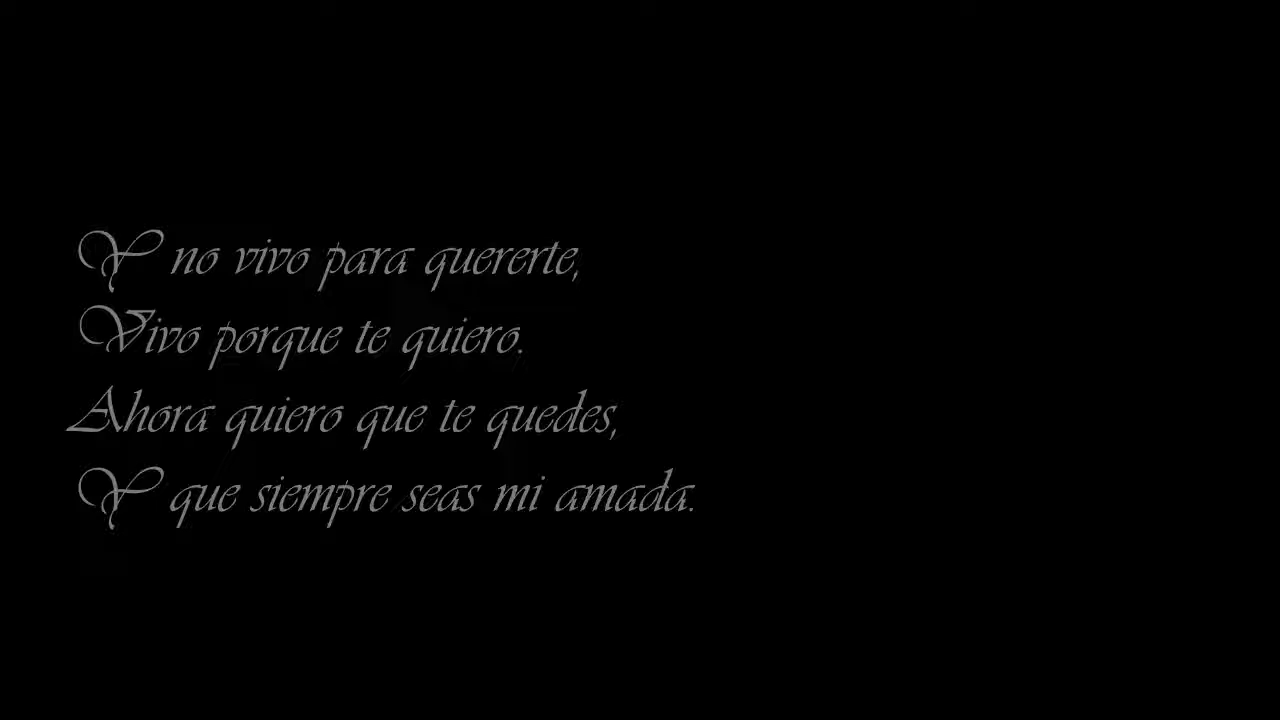 Y no vivo para quererte,
Vivo porque te quiero.
Ahora quiero que te quedes,
Y que siempre seas mi amada.